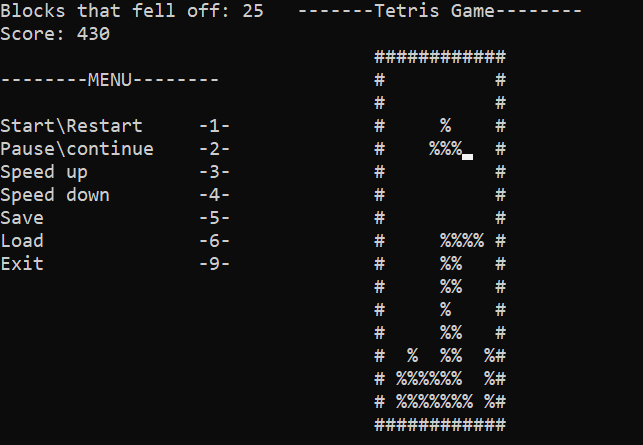 Blocks that fell off: 25   -------Tetris Game--------
Score: 430
                                  ############
--------MENU--------              #          #
                                  #          #
Start\Restart     -1-             #     %    #
Pause\continue    -2-             #    %%%   #
Speed up          -3-             #          #
Speed down        -4-             #          #
Save              -5-             #          #
Load              -6-             #     %%%% #
Exit              -9-             #     %%   #
                                  #     %%   #
                                  #     %    #
                                  #     %%   #
                                  #  %  %%  %#
                                  # %%%%%%  %#
                                  # %%%%%%% %#
                                  ############